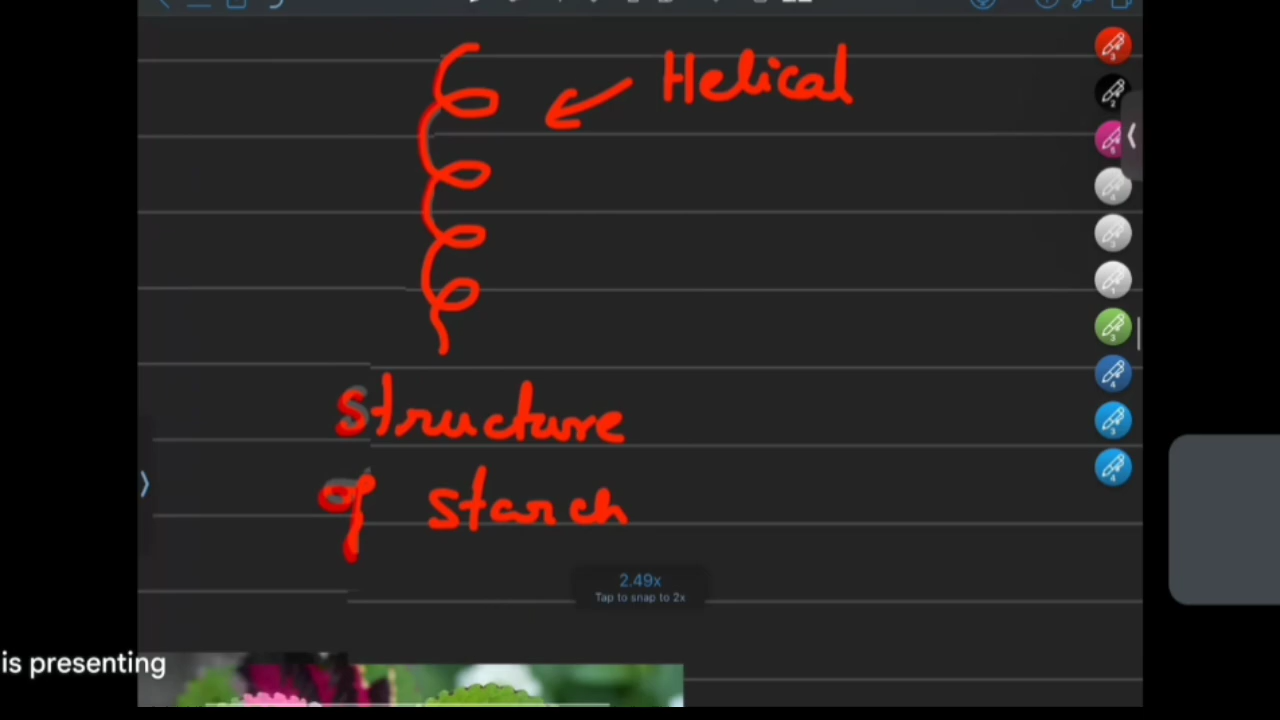 Helical
structure
of starch
2.49x
Tap to snap to 2x
is presenting